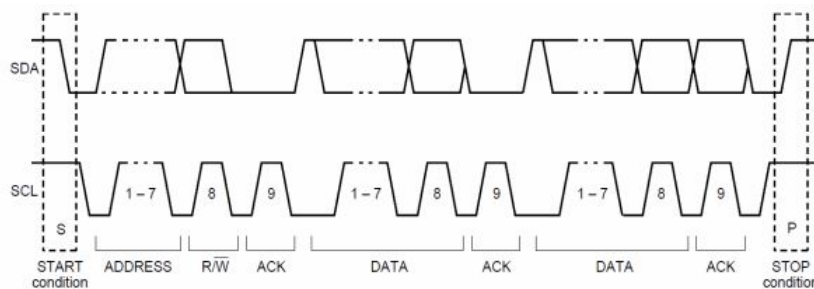 SDA
SCL
1 – 7 8 9 1 – 7 8 9 1 – 7 8 9
S P
START condition ADDRESS R/W̅ ACK DATA ACK DATA ACK STOP condition